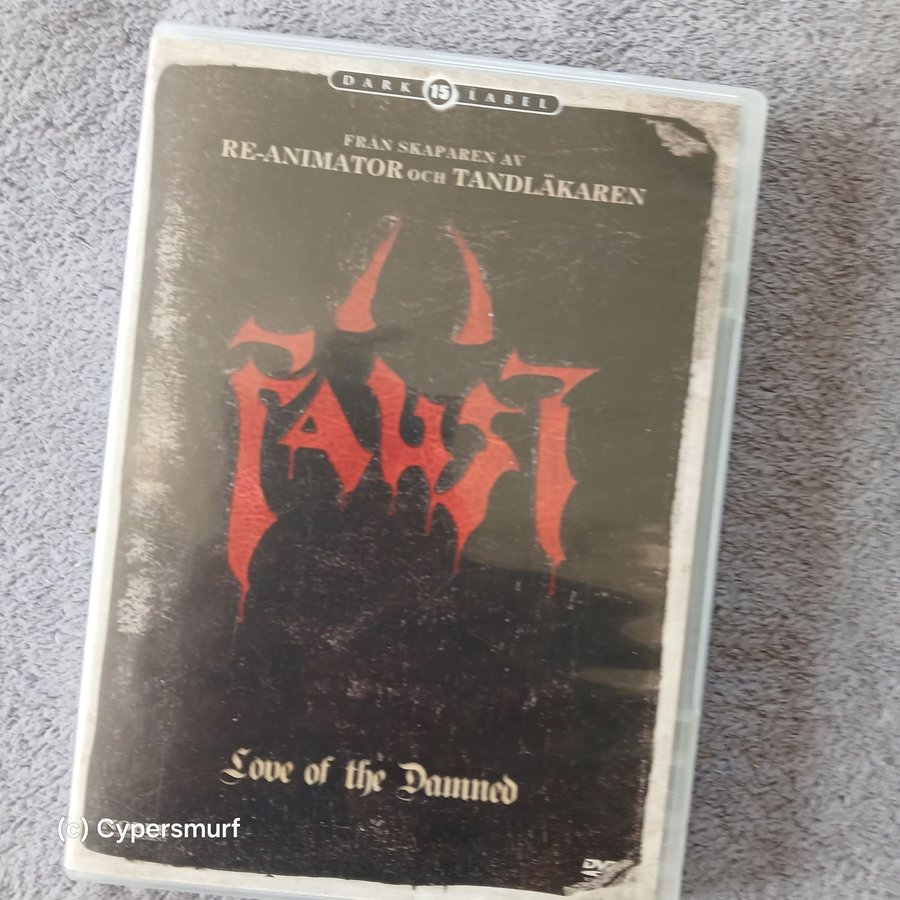 DARK 15 LABEL
FRÅN SKAPAREN AV
RE-ANIMATOR OCH TANDLÄKAREN
FAUST
Love of the Damned
(c) Cypersmurf
DVD